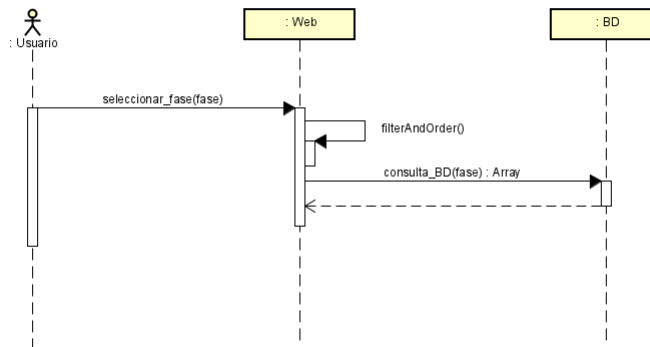 : Usuario
: Web
: BD
seleccionar_fase(fase)
filterAndOrder()
consulta_BD(fase) : Array